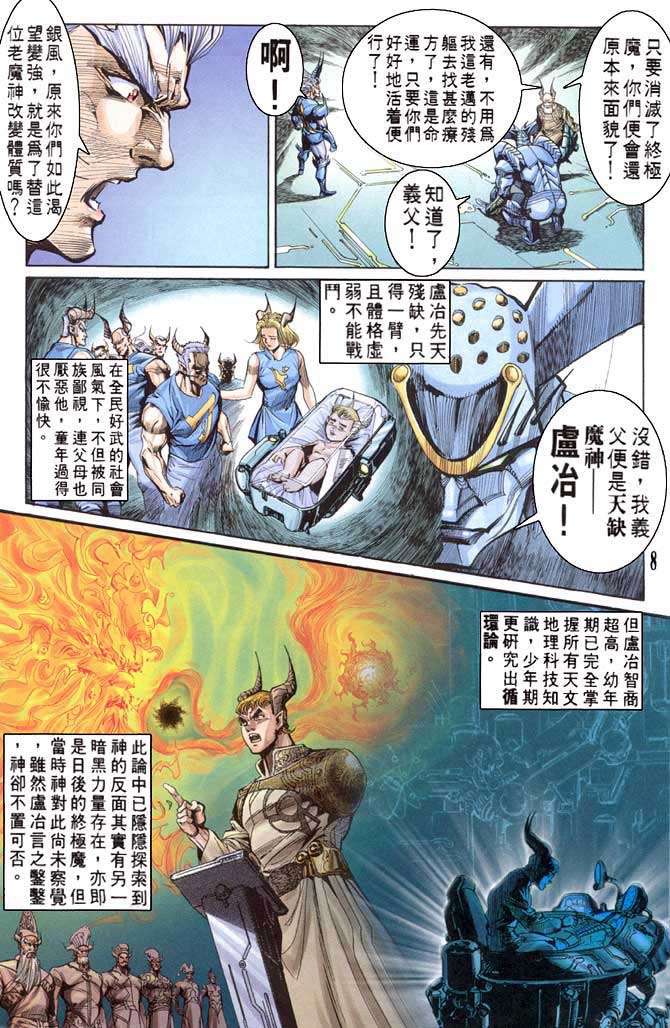 只要消滅了終極
魔，你們便會還
原本來面貌了！
還有，不用為
我這老邁的殘
軀去找甚麼療
方了，這是命
運，只要你們
好好地活着便
行了！
知道了，
義父！
啊！
銀風，原來你們如此渴
望變強，就是為了替這
位老魔神改變體質嗎？
沒錯，我義
父便是天缺
魔神——
盧冶！
盧冶先天
殘缺，只
得一臂，
且體格虛
弱不能戰
鬥。
在全民好武的社會
風氣下，不但被同
族鄙視，連父母也
厭惡他，童年過得
很不愉快。
8
但盧冶智商
超高，幼年
期已完全掌
握所有天文
地理科技知
識，少年期
更研究出循
環論。
此論中已隱隱探索到
神的反面其實有另一
暗黑力量存在，亦即
是日後的終極魔，但
當時神對此尚未察覺
，雖然盧冶言之鑿鑿
，神卻不置可否。